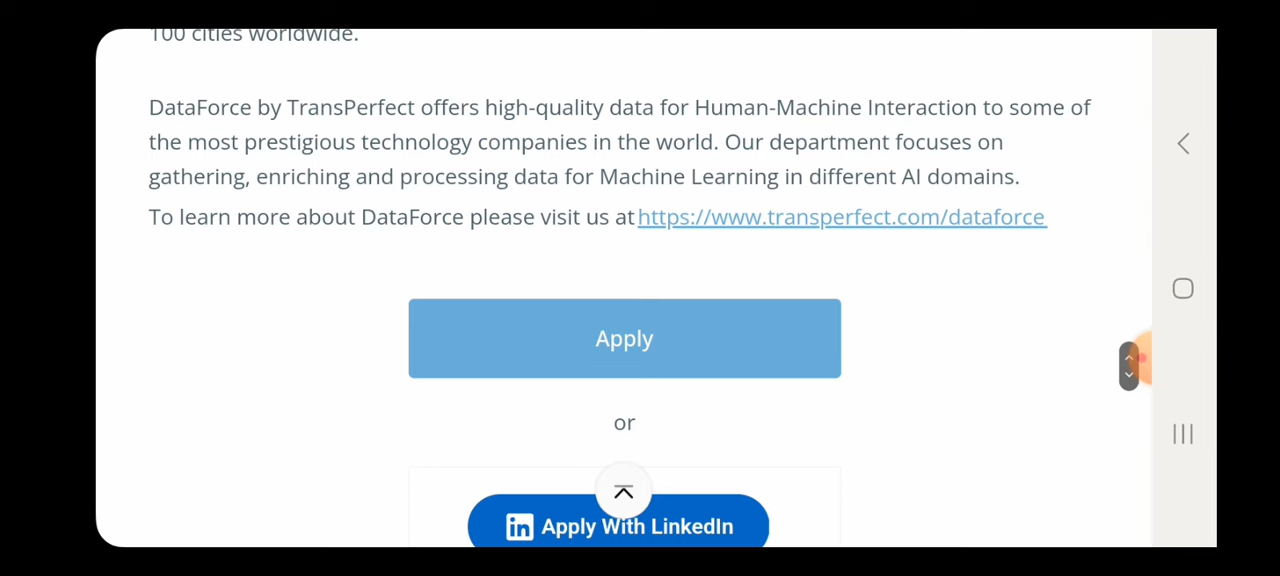 100 cities worldwide.
DataForce by TransPerfect offers high-quality data for Human-Machine Interaction to some of
the most prestigious technology companies in the world. Our department focuses on
gathering, enriching and processing data for Machine Learning in different AI domains.
To learn more about DataForce please visit us at https://www.transperfect.com/dataforce
Apply
or
in Apply With LinkedIn